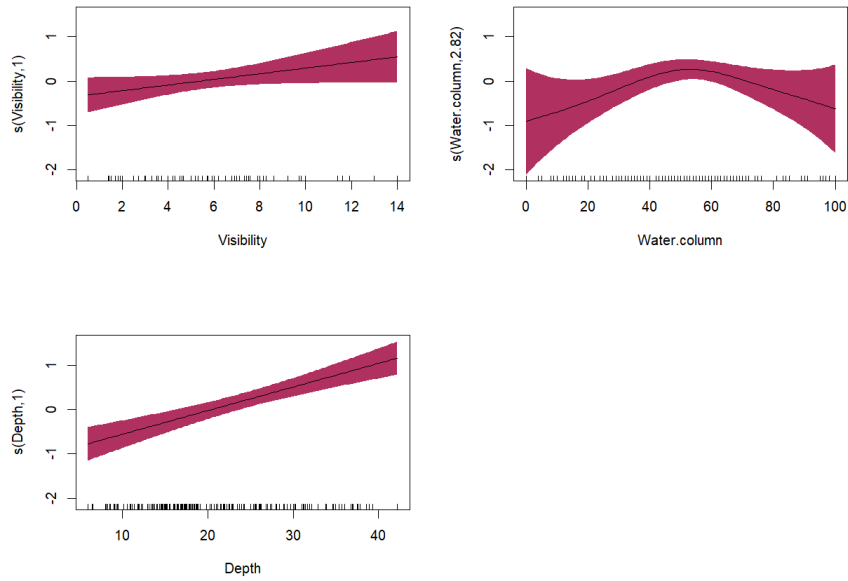 s(Visibility,1)
1
0
-1
-2
0 2 4 6 8 10 12 14
Visibility
s(Water.column,2.82)
1
0
-1
-2
0 20 40 60 80 100
Water.column
s(Depth,1)
1
0
-1
-2
10 20 30 40
Depth